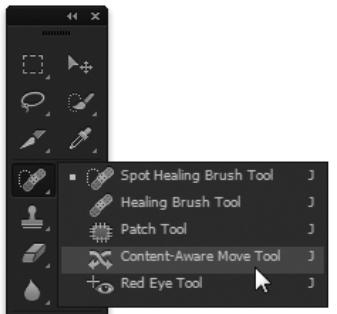 Spot Healing Brush Tool J
Healing Brush Tool J
Patch Tool J
Content-Aware Move Tool J
Red Eye Tool J